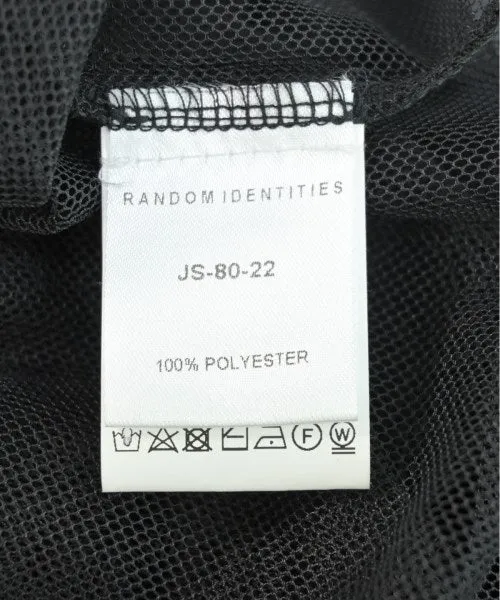 RANDOM IDENTITIES
JS-80-22
100% POLYESTER
F W